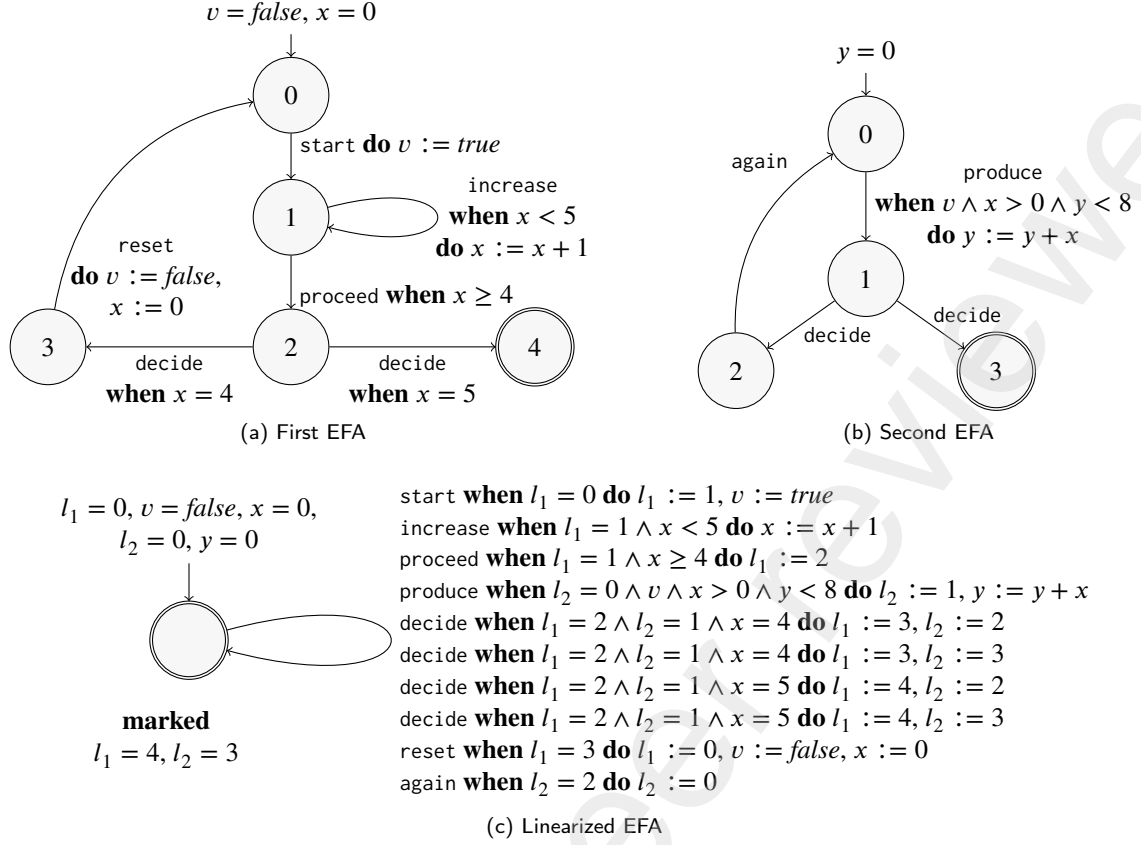 v = false, x = 0
0
start do v := true
increase
when x < 5
do x := x + 1
1
reset
do v := false,
x := 0
proceed when x ≥ 4
3
2
4
decide
when x = 4
decide
when x = 5
(a) First EFA
y = 0
0
again
produce
when v ∧ x > 0 ∧ y < 8
do y := y + x
1
decide
decide
2
3
(b) Second EFA
l₁ = 0, v = false, x = 0,
l₂ = 0, y = 0
marked
l₁ = 4, l₂ = 3
start when l₁ = 0 do l₁ := 1, v := true
increase when l₁ = 1 ∧ x < 5 do x := x + 1
proceed when l₁ = 1 ∧ x ≥ 4 do l₁ := 2
produce when l₂ = 0 ∧ v ∧ x > 0 ∧ y < 8 do l₂ := 1, y := y + x
decide when l₁ = 2 ∧ l₂ = 1 ∧ x = 4 do l₁ := 3, l₂ := 2
decide when l₁ = 2 ∧ l₂ = 1 ∧ x = 4 do l₁ := 3, l₂ := 3
decide when l₁ = 2 ∧ l₂ = 1 ∧ x = 5 do l₁ := 4, l₂ := 2
decide when l₁ = 2 ∧ l₂ = 1 ∧ x = 5 do l₁ := 4, l₂ := 3
reset when l₁ = 3 do l₁ := 0, v := false, x := 0
again when l₂ = 2 do l₂ := 0
(c) Linearized EFA
reviewe